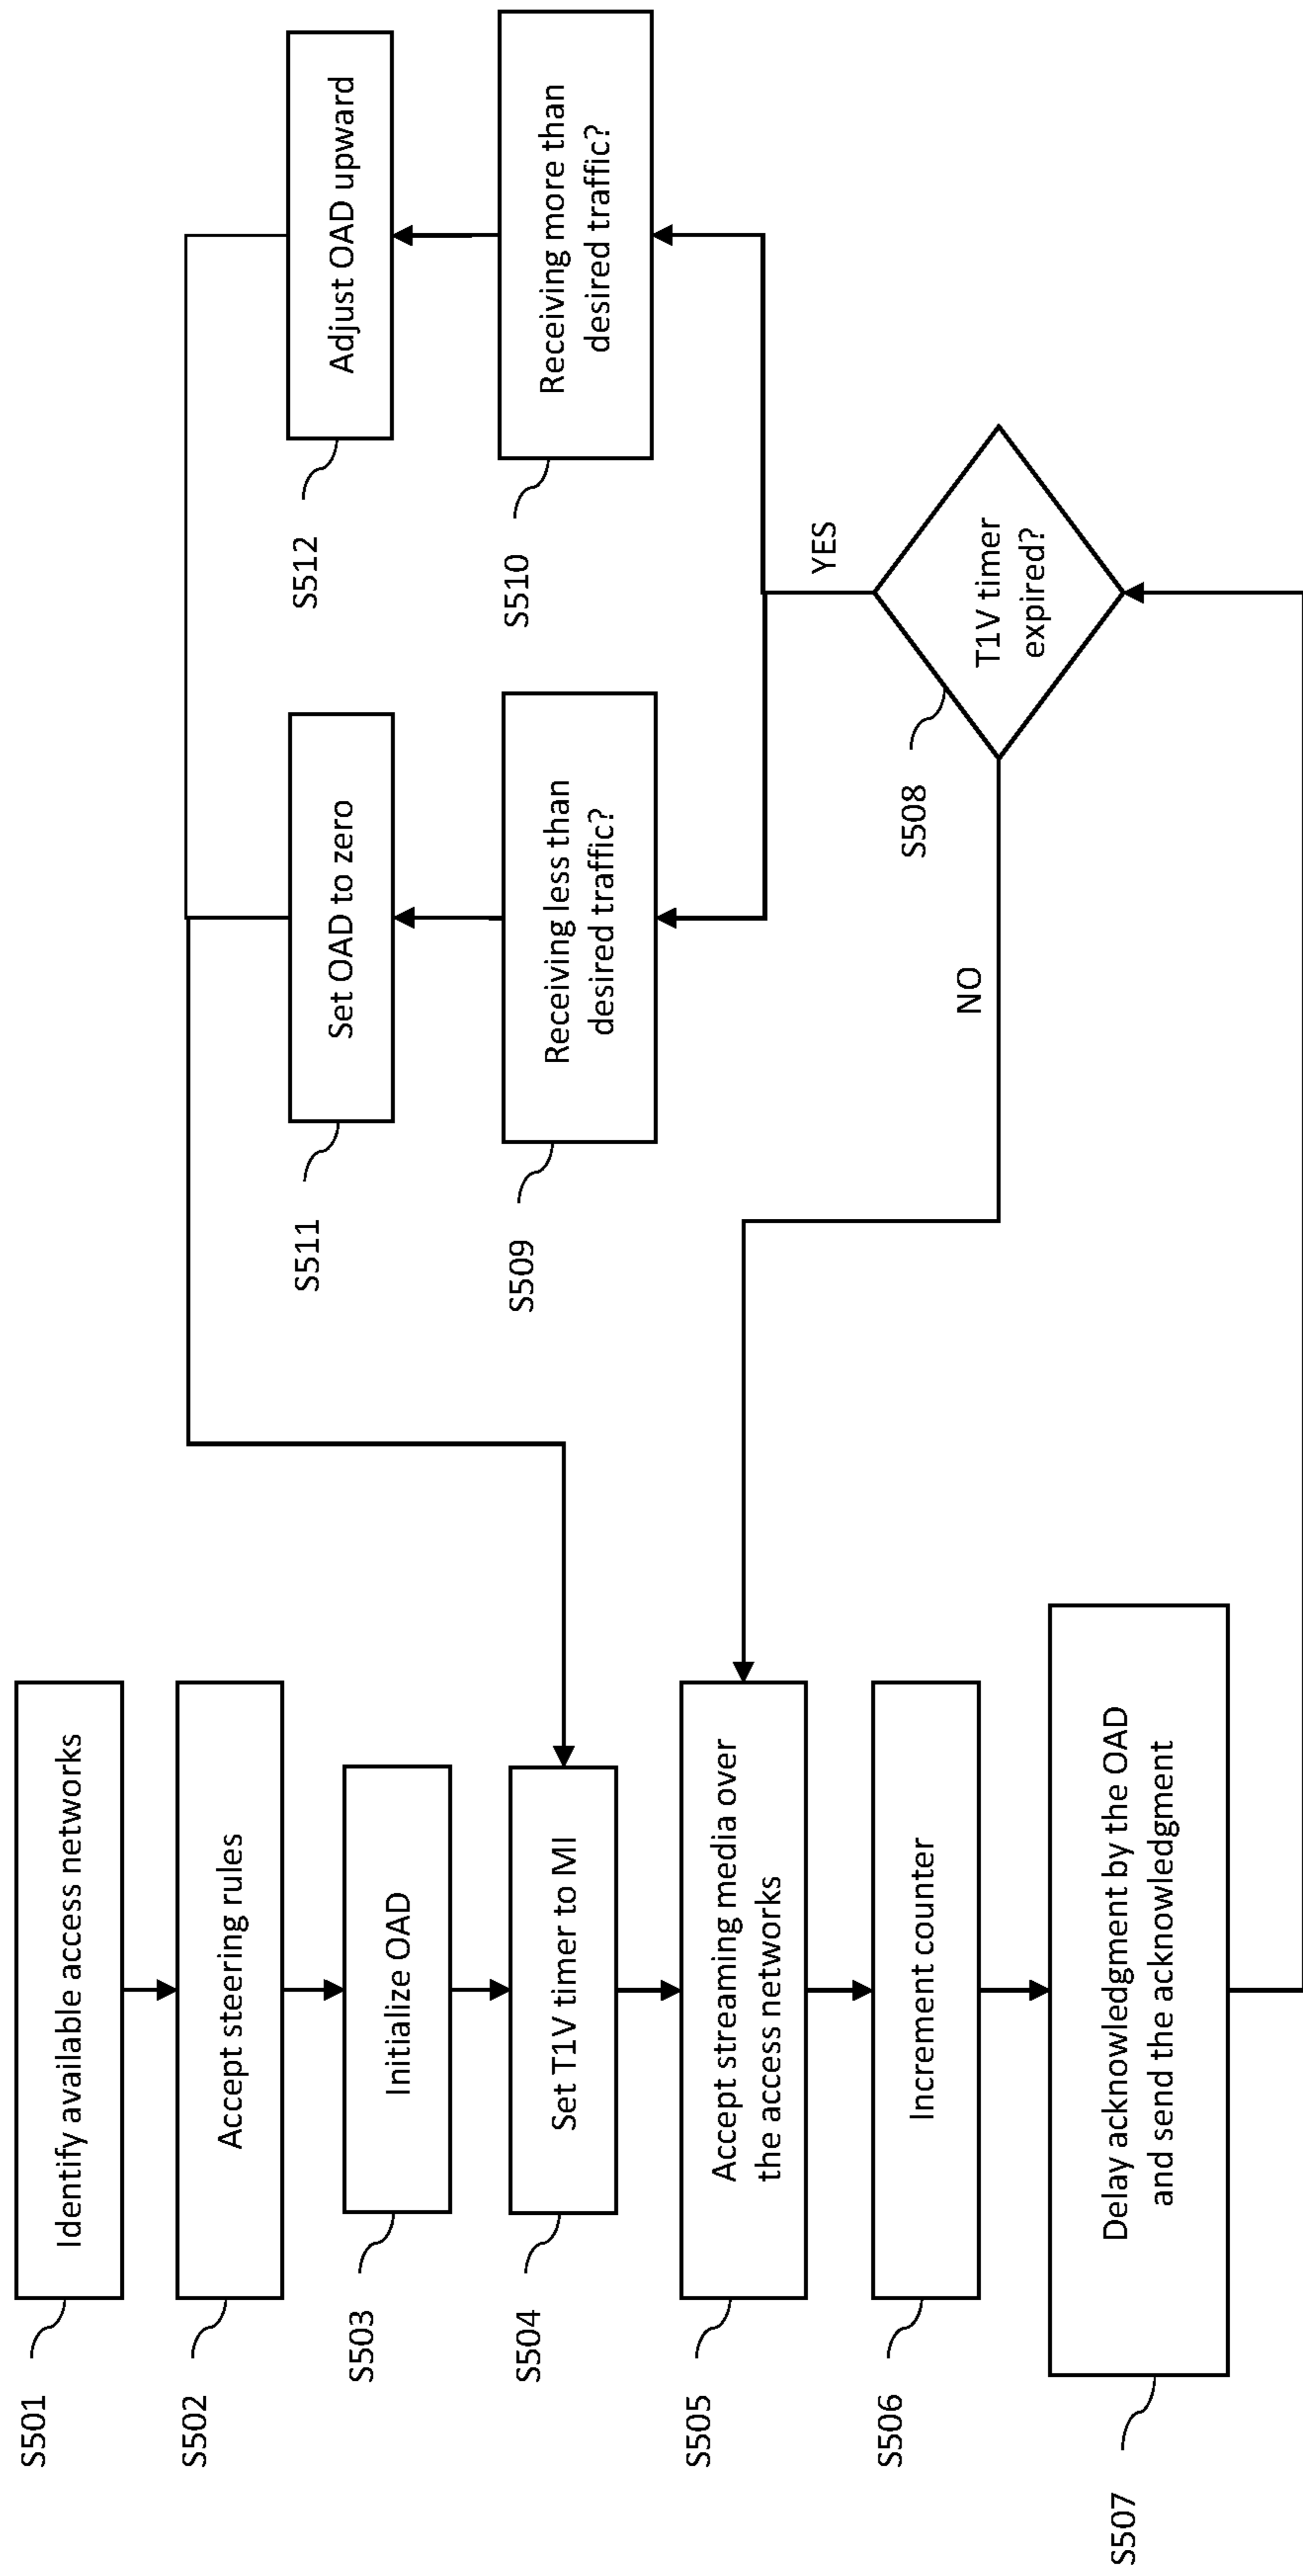 S501
Identify available access networks
S502
Accept steering rules
S503
Initialize OAD
S504
Set T1V timer to MI
S505
Accept streaming media over
the access networks
S506
Increment counter
S507
Delay acknowledgment by the OAD
and send the acknowledgment
S508
T1V timer
expired?
NO
YES
S509
Receiving less than
desired traffic?
S510
Receiving more than
desired traffic?
S511
Set OAD to zero
S512
Adjust OAD upward